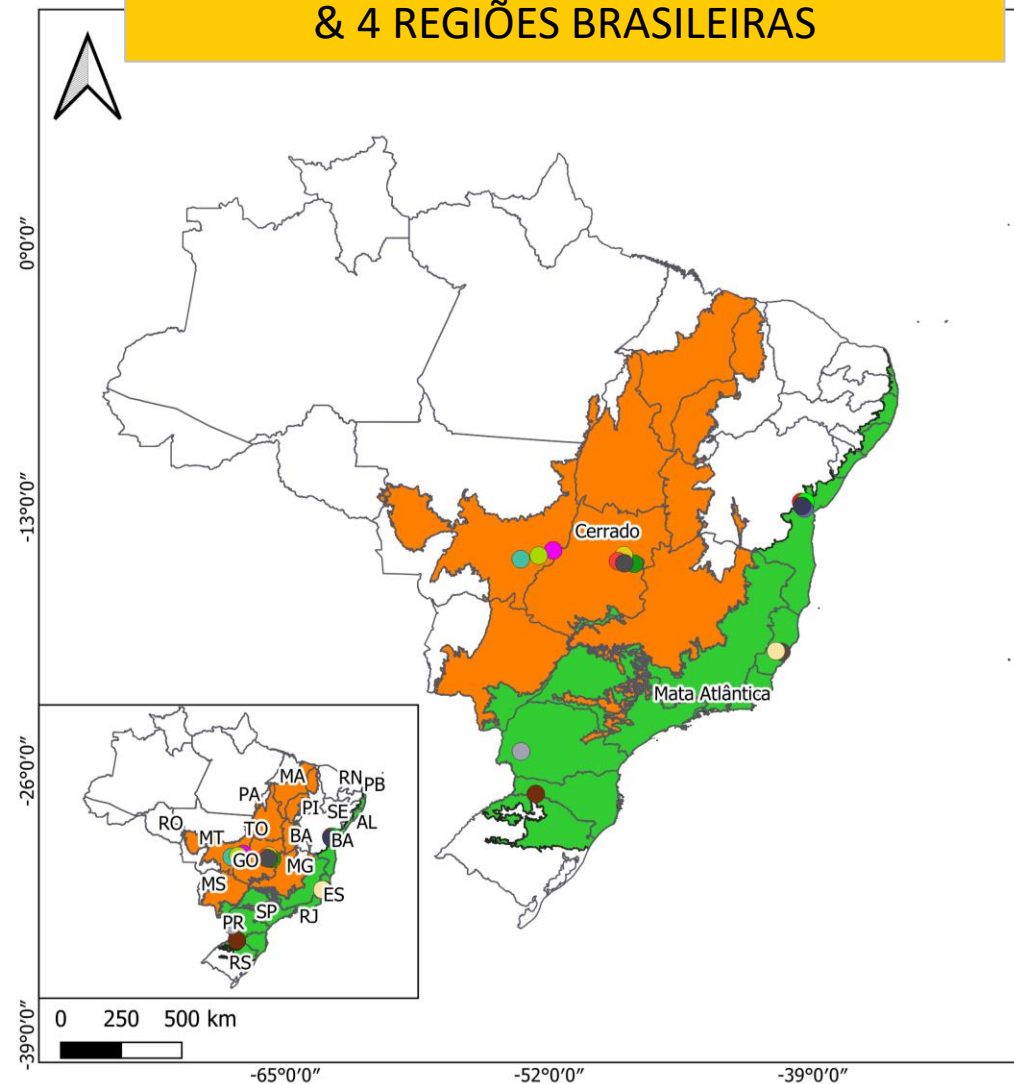 & 4 REGIÕES BRASILEIRAS
0°0′0″
-13°0′0″
-26°0′0″
-39°0′0″
Cerrado
Mata Atlântica
MA
RN
PB
PA
PI
SE
AL
RO
TO
MT
BA
BA
GO
MG
MS
ES
SP
RJ
PR
RS
0 250 500 km
-65°0′0″ -52°0′0″ -39°0′0″